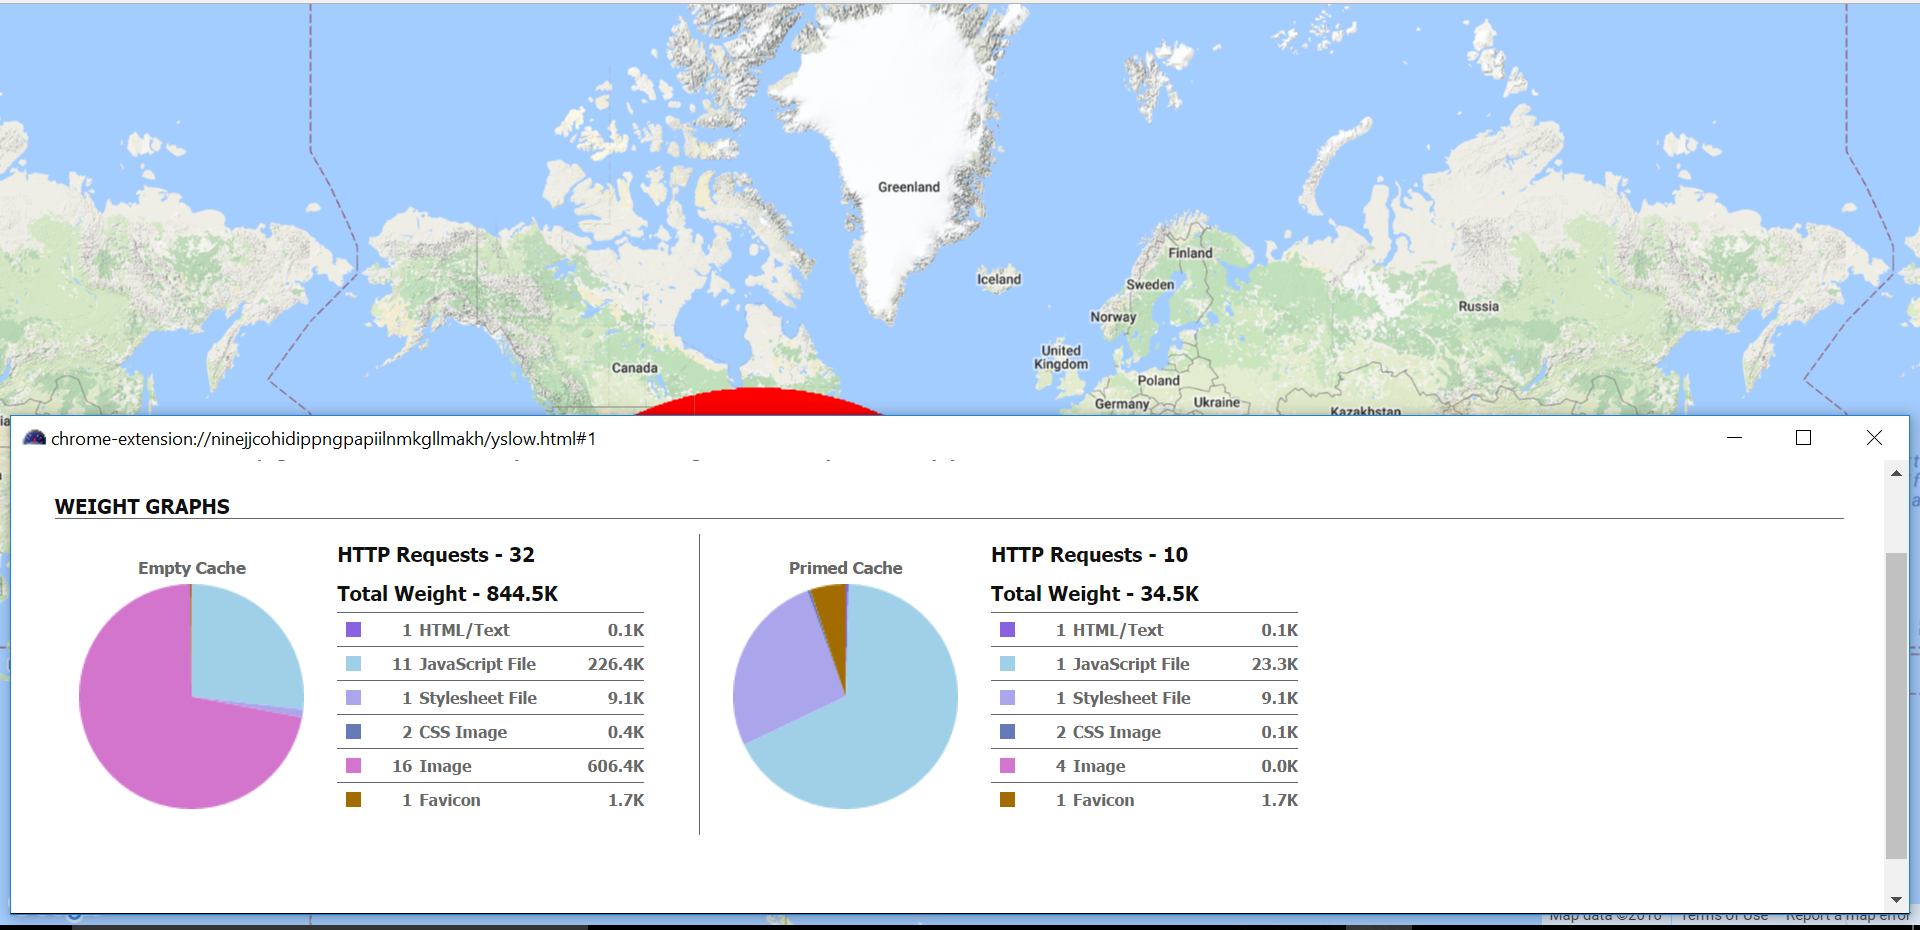 Greenland
Finland
Iceland
Sweden
Russia
Norway
United
Kingdom
Canada
Poland
Germany
Ukraine
Kazakhstan
chrome-extension://ninejjcohidippngpapiilnmkgllmakh/yslow.html#1
WEIGHT GRAPHS
Empty Cache
HTTP Requests - 32
Total Weight - 844.5K
1 HTML/Text 0.1K
11 JavaScript File 226.4K
1 Stylesheet File 9.1K
2 CSS Image 0.4K
16 Image 606.4K
1 Favicon 1.7K
Primed Cache
HTTP Requests - 10
Total Weight - 34.5K
1 HTML/Text 0.1K
1 JavaScript File 23.3K
1 Stylesheet File 9.1K
2 CSS Image 0.1K
4 Image 0.0K
1 Favicon 1.7K
Map data ©2016 Terms of Use Report a map error